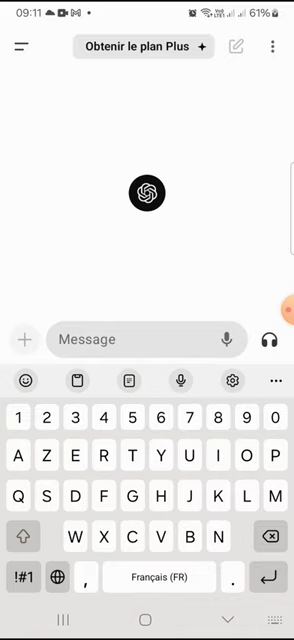 09:11 61%
Obtenir le plan Plus
Message
1 2 3 4 5 6 7 8 9 0
A Z E R T Y U I O P
Q S D F G H J K L M
W X C V B N
!#1 , Français (FR) .